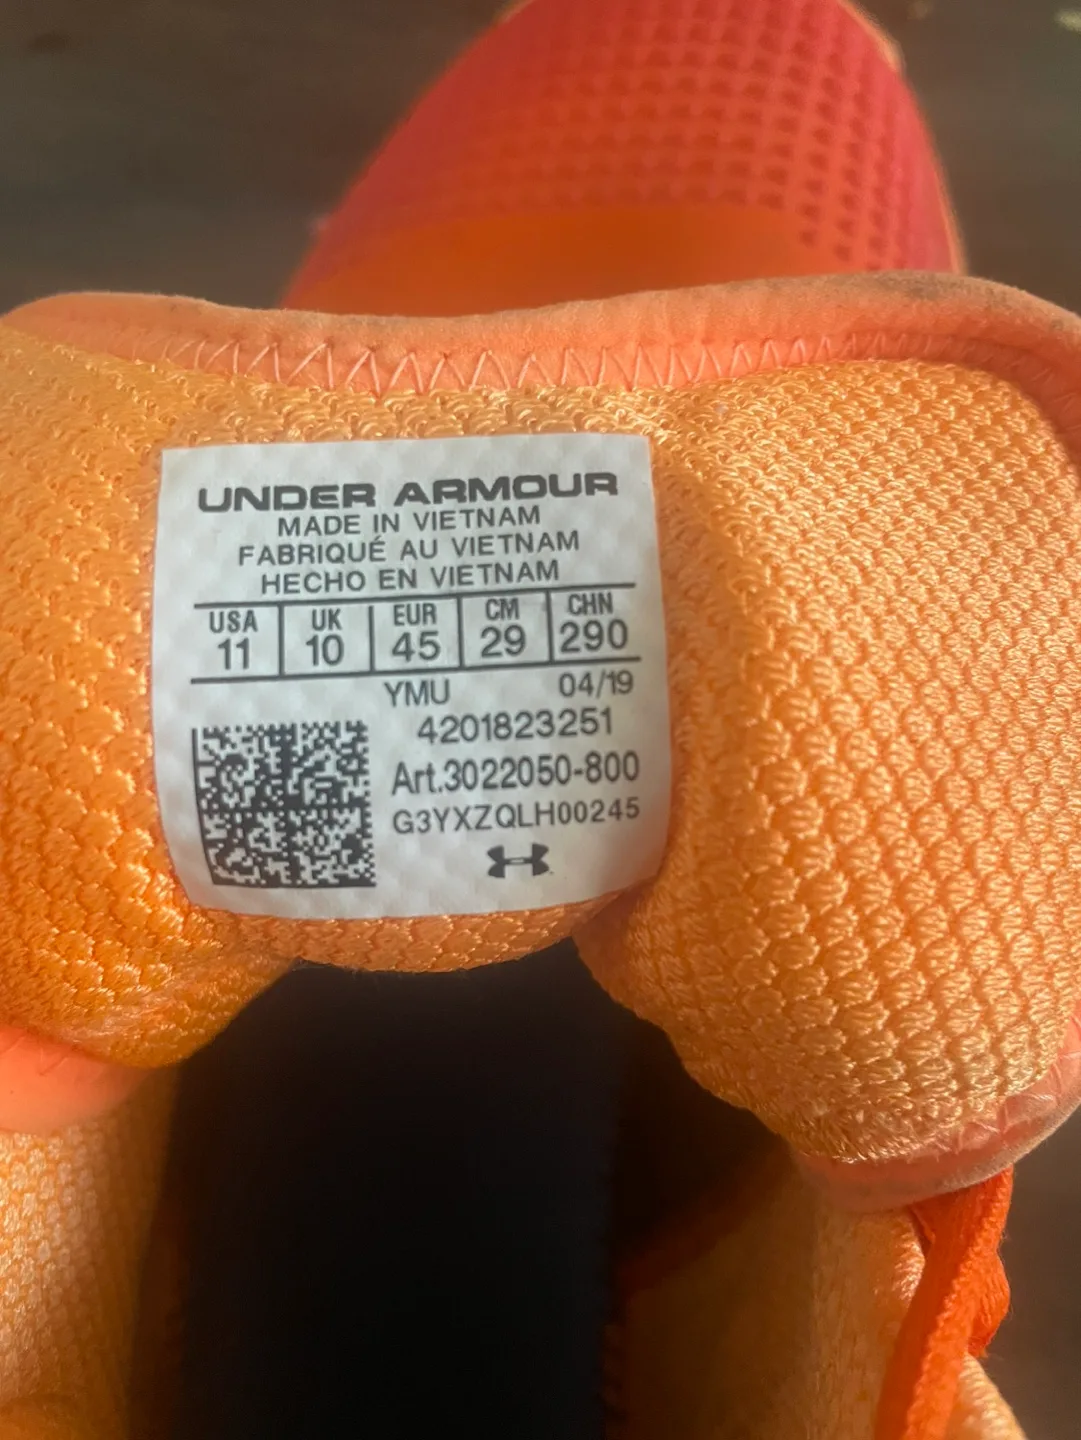 UNDER ARMOUR
MADE IN VIETNAM
FABRIQUÉ AU VIETNAM
HECHO EN VIETNAM
USA UK EUR CM CHN
11 10 45 29 290
YMU 04/19
4201823251
Art.3022050-800
G3YXZQLH00245